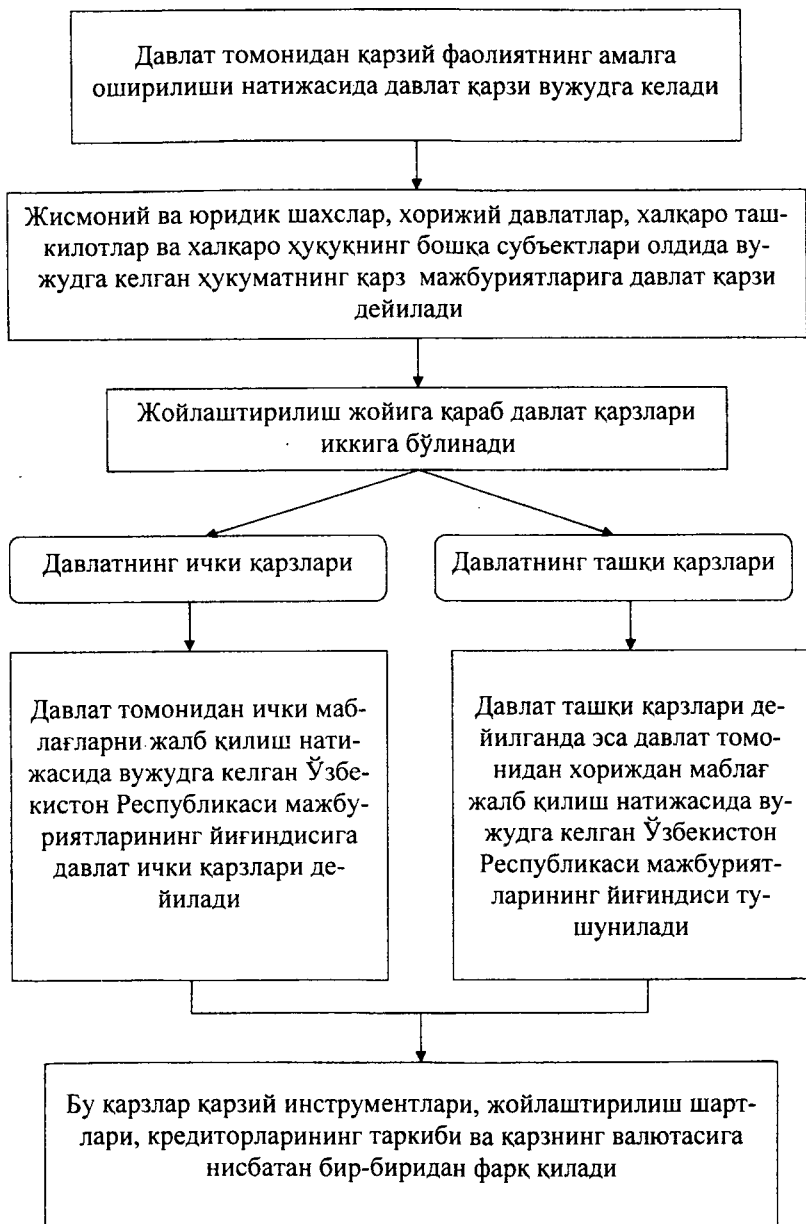 Давлат томонидан қарзий фаолиятнинг амалга
оширилиши натижасида давлат қарзи вужудга келади
Жисмоний ва юридик шахслар, хорижий давлатлар, халқаро таш-
килотлар ва халқаро ҳуқуқнинг бошқа субъектлари олдида ву-
жудга келган ҳукуматнинг қарз мажбуриятларига давлат қарзи
дейилади
Жойлаштирилиш жойига қараб давлат қарзлари
иккига бўлинади
Давлатнинг ички қарзлари
Давлатнинг ташқи қарзлари
Давлат томонидан ички маб-
лағларни жалб қилиш нати-
жасида вужудга келган Ўзбе-
кистон Республикаси мажбу-
риятларининг йиғиндисига
давлат ички қарзлари де-
йилади
Давлат ташқи қарзлари де-
йилганда эса давлат томо-
нидан хориждан маблағ
жалб қилиш натижасида ву-
жудга келган Ўзбекистон
Республикаси мажбурият-
ларининг йиғиндиси ту-
шунилади
Бу қарзлар қарзий инструментлари, жойлаштирилиш шарт-
лари, кредиторларининг таркиби ва қарзнинг валютасига
нисбатан бир-биридан фарқ қилади